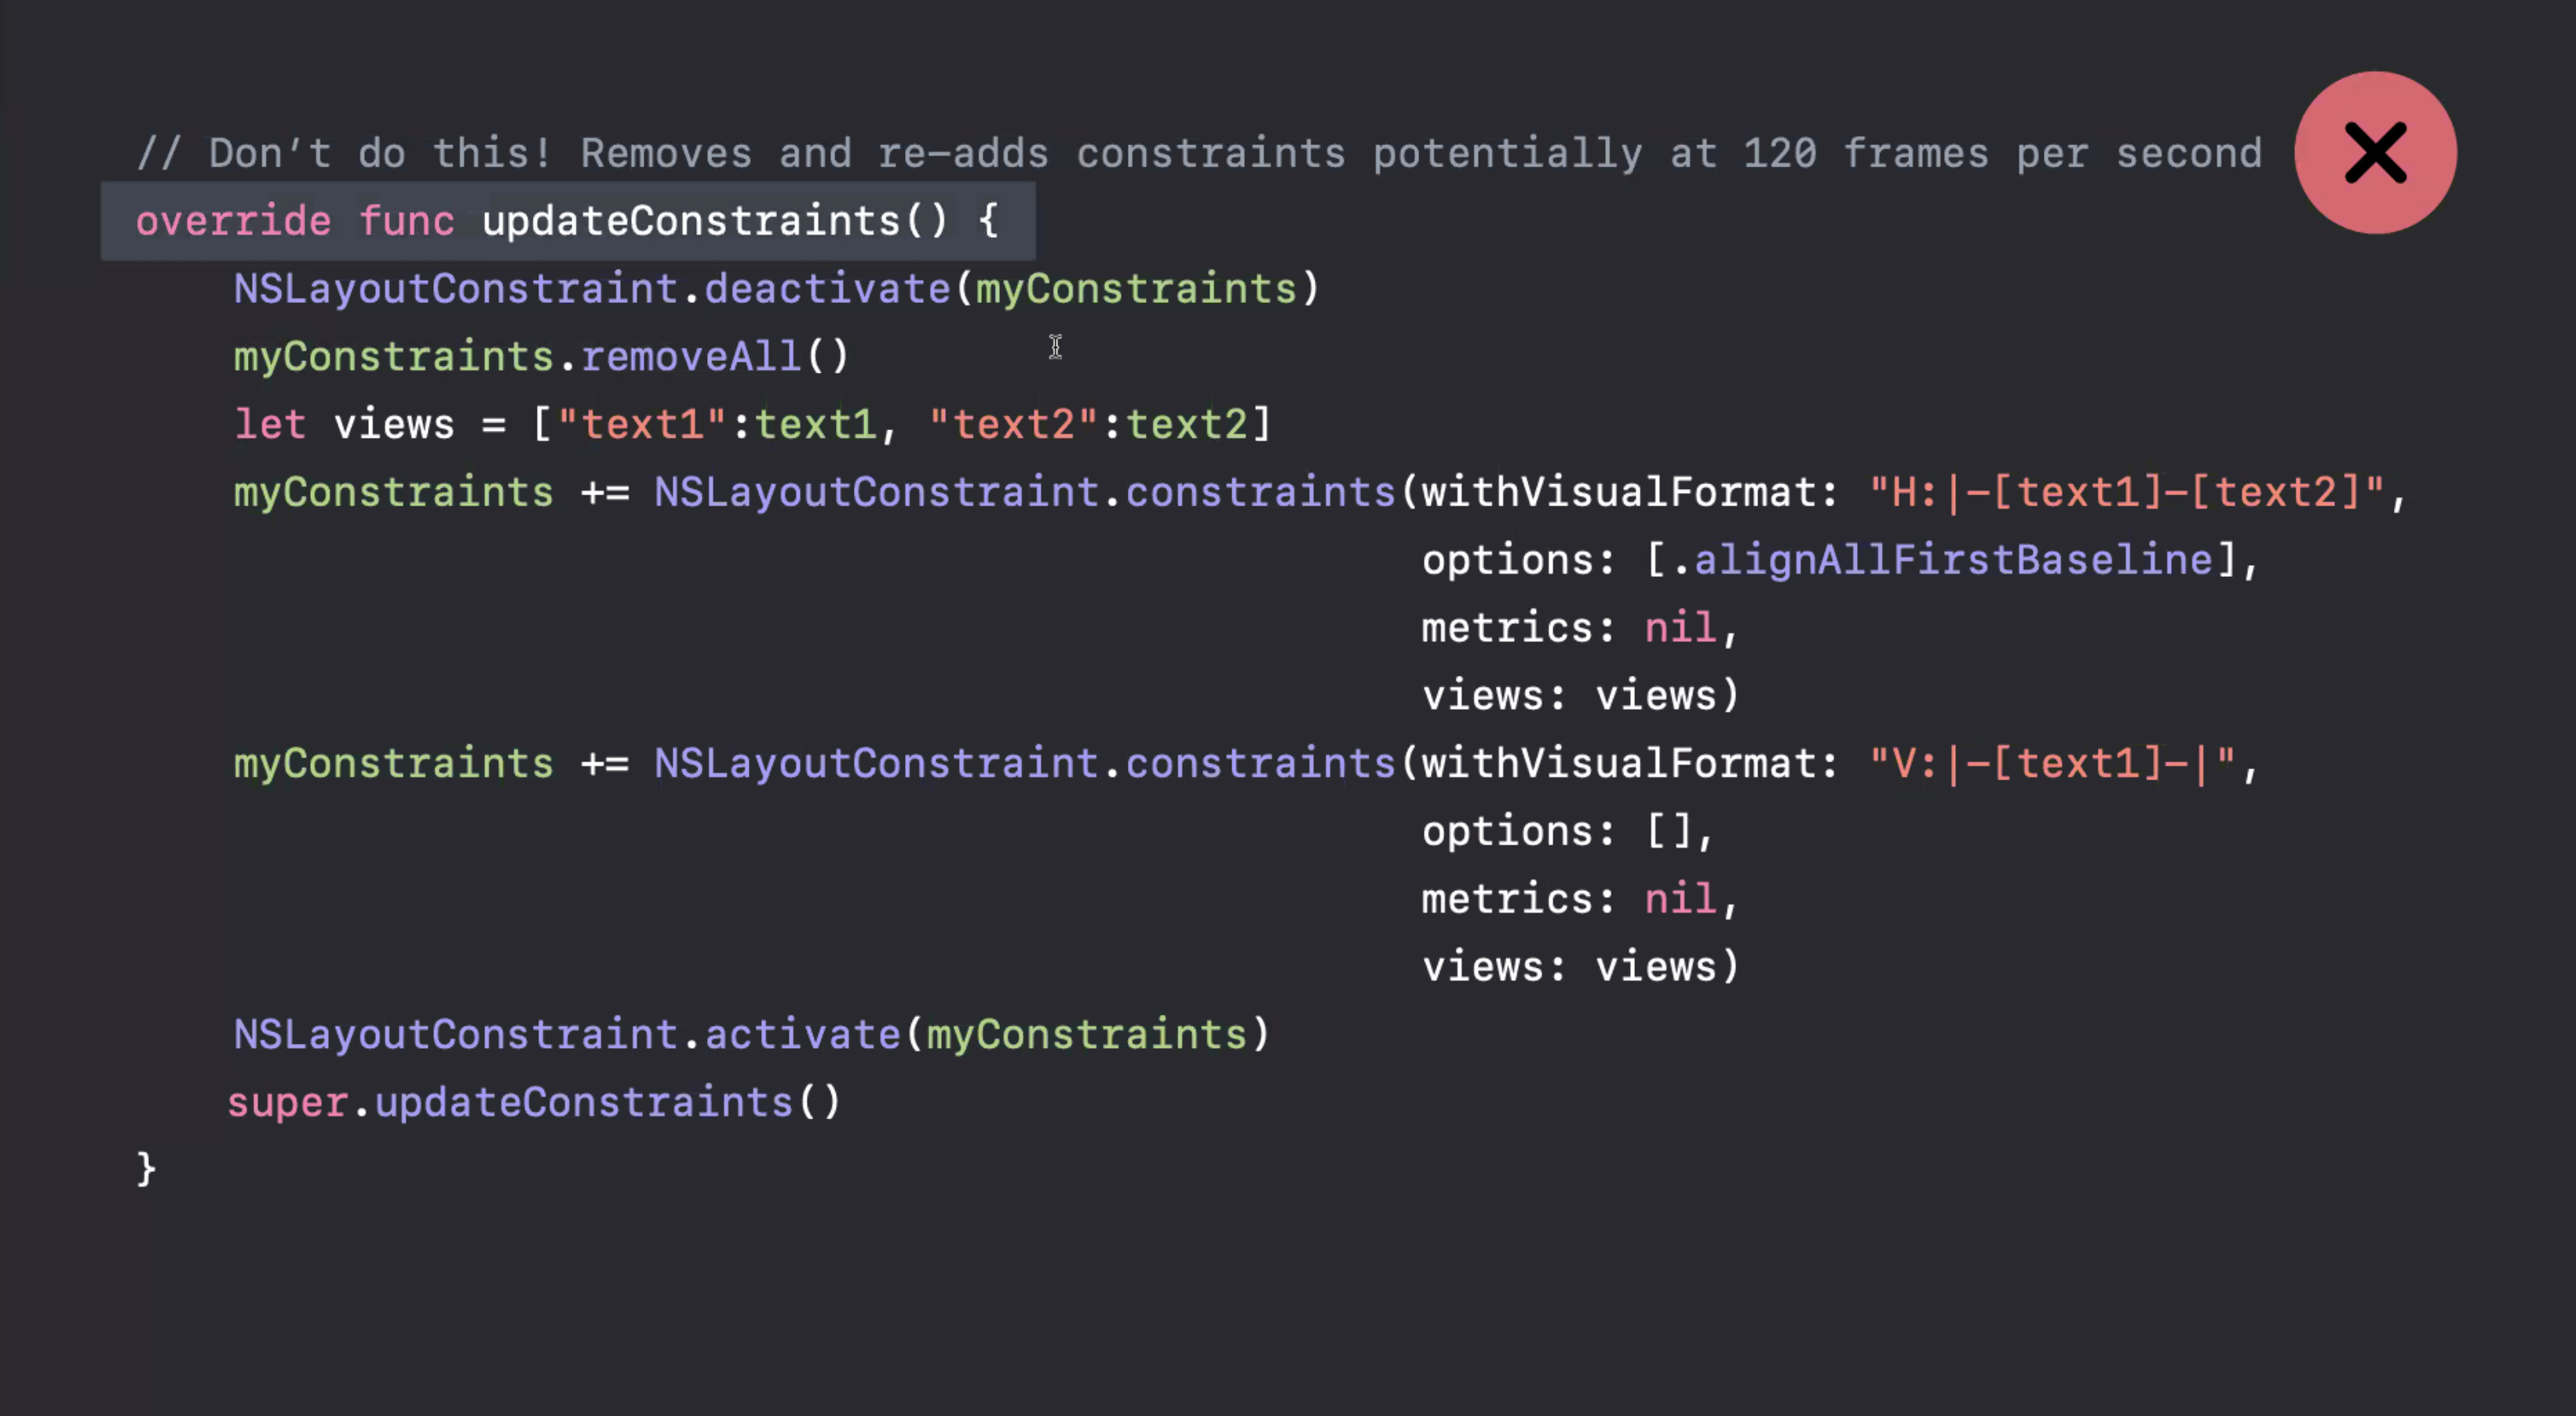 // Don’t do this! Removes and re–adds constraints potentially at 120 frames per second
override func updateConstraints() {
NSLayoutConstraint.deactivate(myConstraints)
myConstraints.removeAll()
let views = ["text1":text1, "text2":text2]
myConstraints += NSLayoutConstraint.constraints(withVisualFormat: "H:|–[text1]–[text2]",
options: [.alignAllFirstBaseline],
metrics: nil,
views: views)
myConstraints += NSLayoutConstraint.constraints(withVisualFormat: "V:|–[text1]–|",
options: [],
metrics: nil,
views: views)
NSLayoutConstraint.activate(myConstraints)
super.updateConstraints()
}